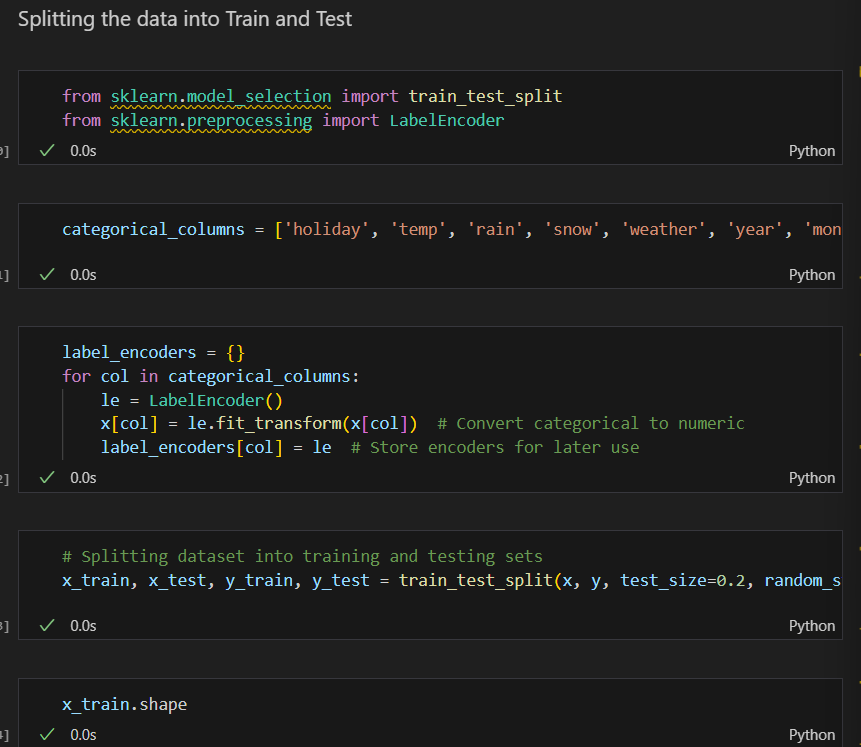 Splitting the data into Train and Test
from sklearn.model_selection import train_test_split
from sklearn.preprocessing import LabelEncoder
0.0s Python
categorical_columns = ['holiday', 'temp', 'rain', 'snow', 'weather', 'year', 'mon
1] 0.0s Python
label_encoders = {}
for col in categorical_columns:
    le = LabelEncoder()
    x[col] = le.fit_transform(x[col])  # Convert categorical to numeric
    label_encoders[col] = le  # Store encoders for later use
2] 0.0s Python
# Splitting dataset into training and testing sets
x_train, x_test, y_train, y_test = train_test_split(x, y, test_size=0.2, random_s
3] 0.0s Python
x_train.shape
4] 0.0s Python